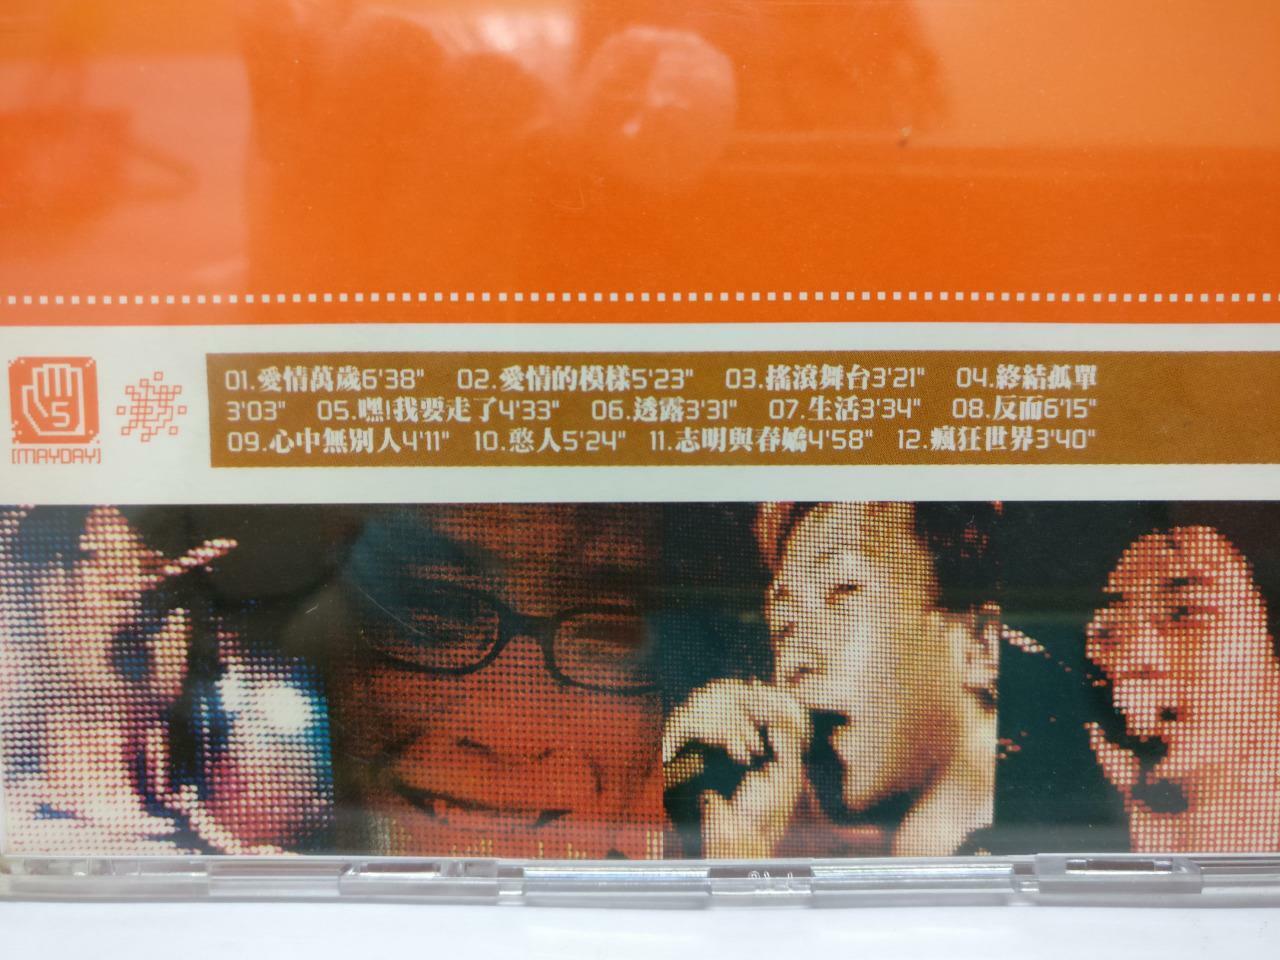 01.愛情萬歲6'38" 02.愛情的模樣5'23" 03.搖滾舞台3'21" 04.終結孤單
3'03" 05.嘿!我要走了4'33" 06.透露3'31" 07.生活3'34" 08.反而6'15"
09.心中無別人4'11" 10.憨人5'24" 11.志明與春嬌4'58" 12.瘋狂世界3'40"
5
[MAYDAY]